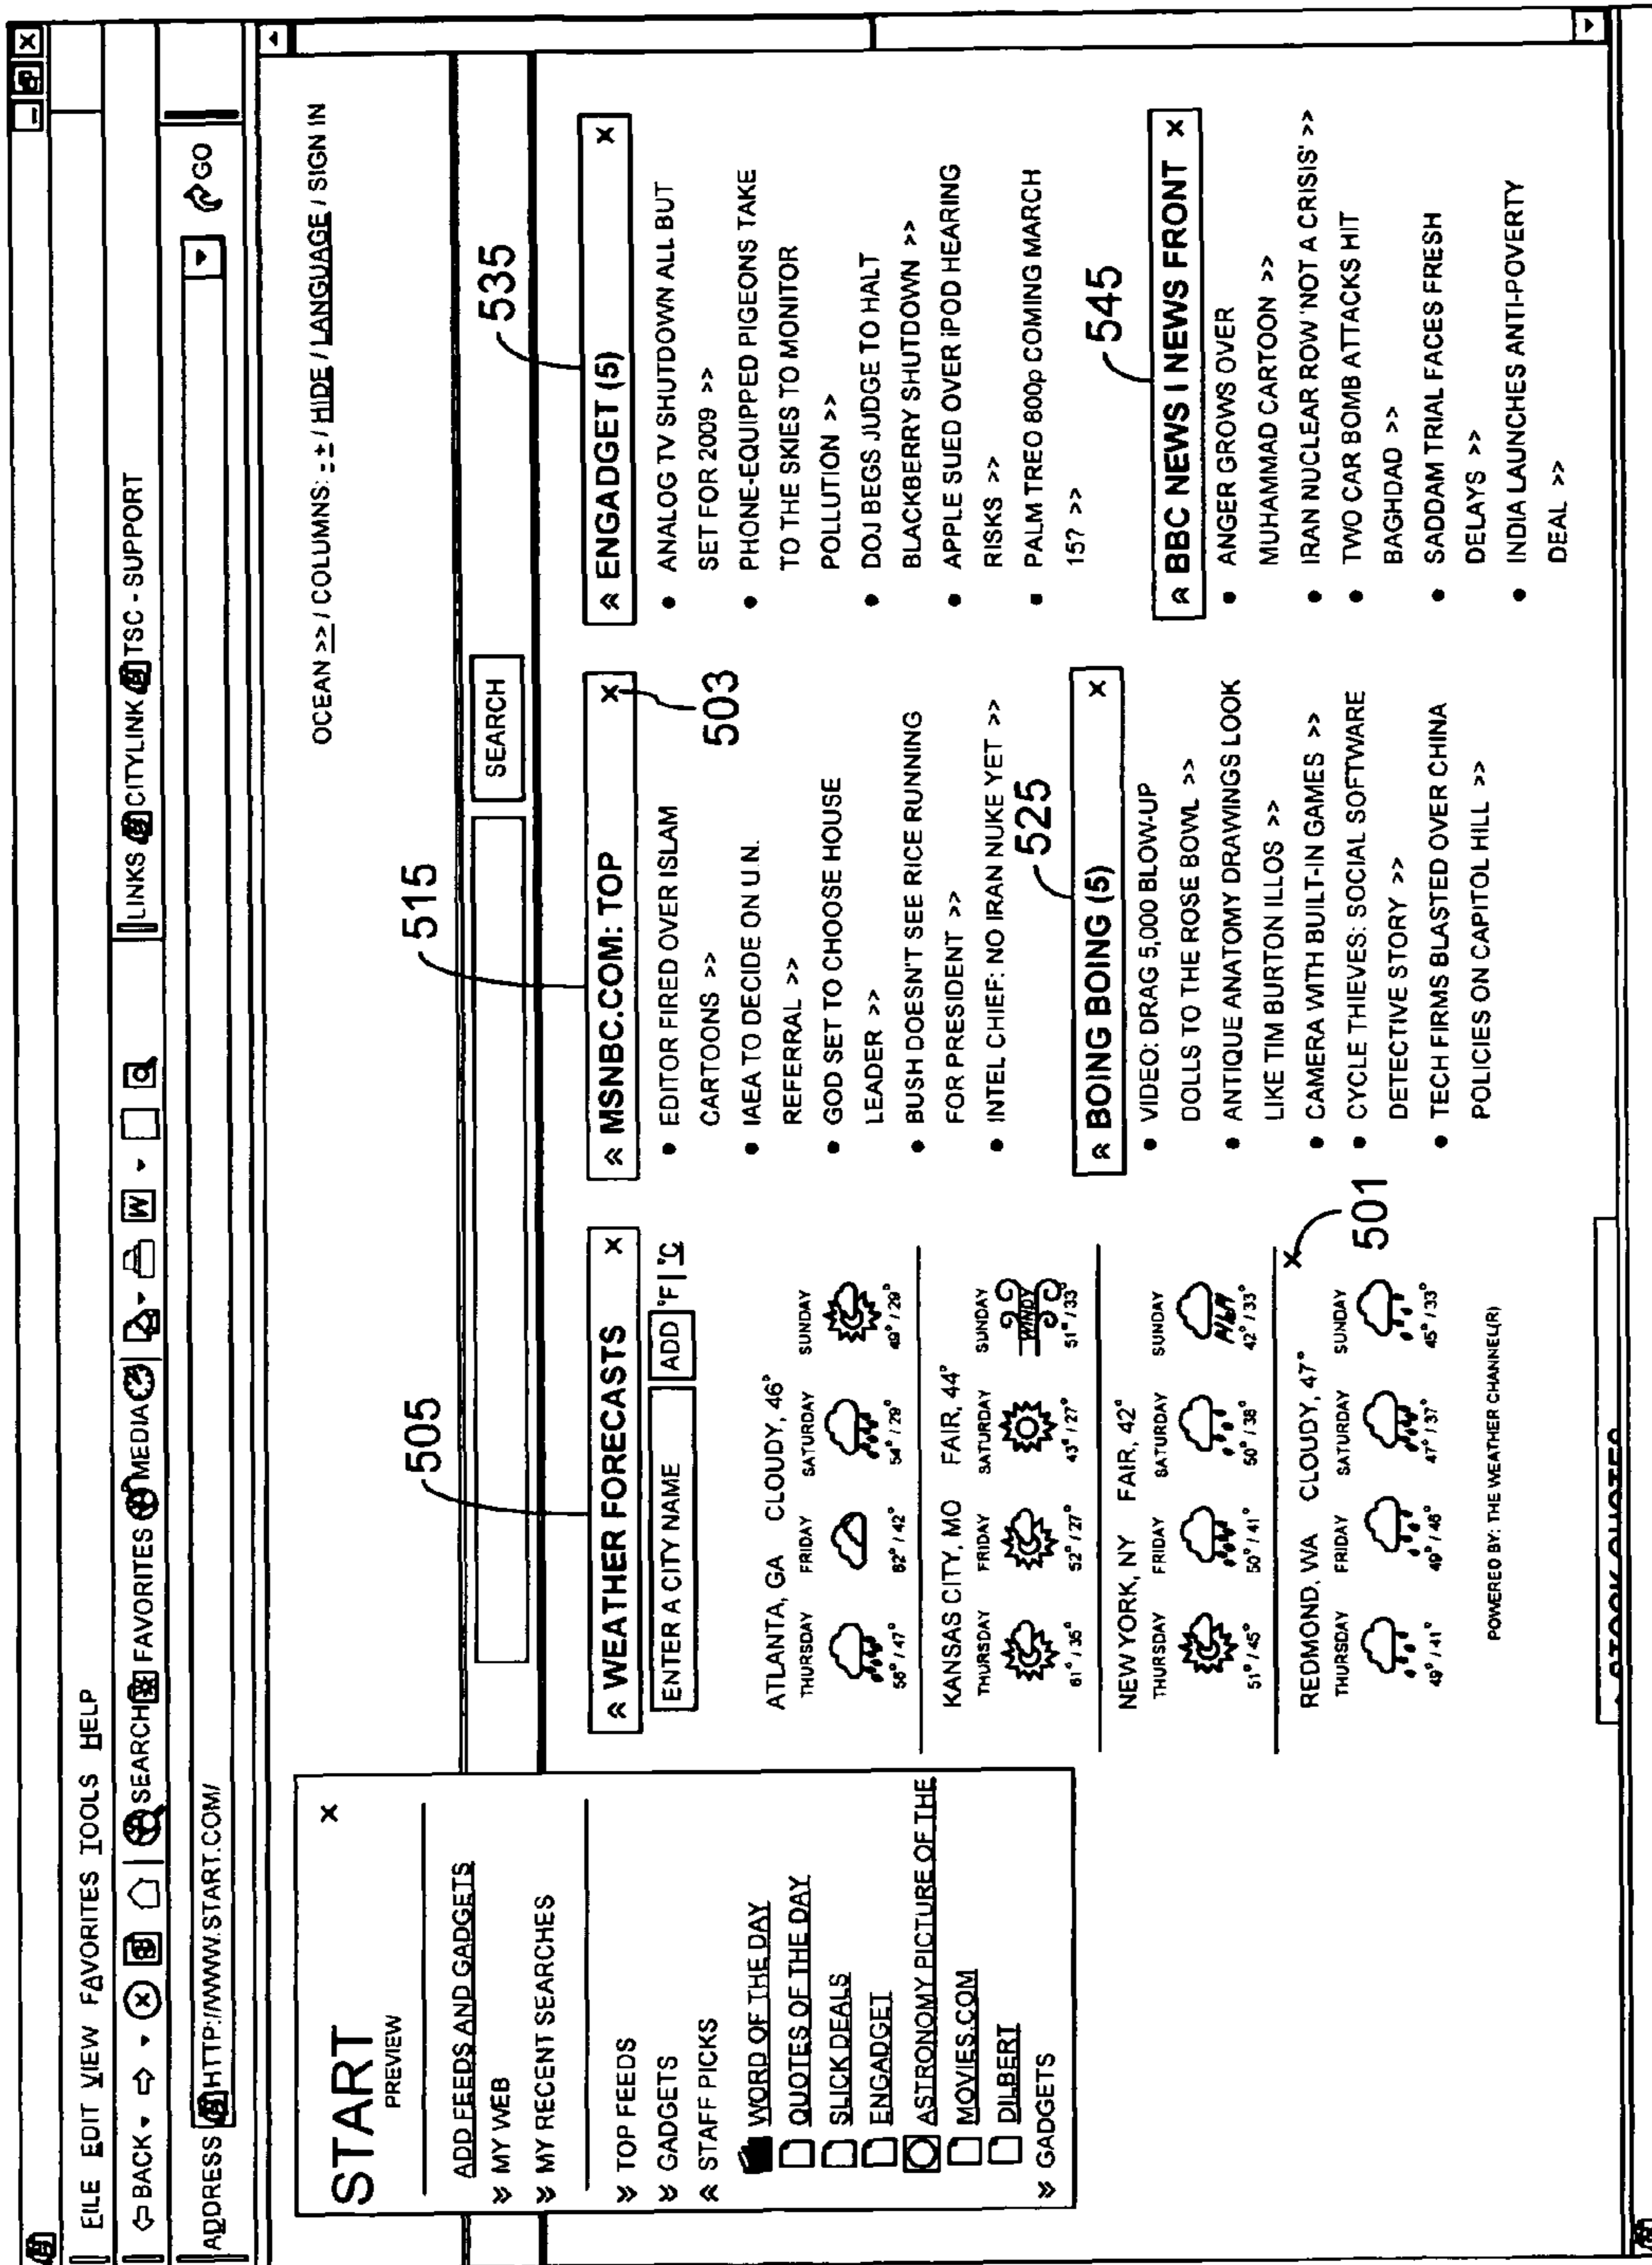 FILE EDIT VIEW FAVORITES TOOLS HELP
BACK SEARCH FAVORITES MEDIA W LINKS CITYLINK TSC - SUPPORT
ADDRESS HTTP://WWW.START.COM/ GO
OCEAN >> / COLUMNS: - + / HIDE / LANGUAGE / SIGN IN
START X
PREVIEW
ADD FEEDS AND GADGETS
MY WEB
MY RECENT SEARCHES
TOP FEEDS
GADGETS
STAFF PICKS
WORD OF THE DAY
QUOTES OF THE DAY
SLICK DEALS
ENGADGET
ASTRONOMY PICTURE OF THE
MOVIES.COM
DILBERT
GADGETS
SEARCH
505
WEATHER FORECASTS X
ENTER A CITY NAME ADD °F | °C
ATLANTA, GA CLOUDY, 46°
THURSDAY FRIDAY SATURDAY SUNDAY
56° / 47° 62° / 42° 54° / 29° 49° / 29°
KANSAS CITY, MO FAIR, 44°
THURSDAY FRIDAY SATURDAY SUNDAY
WINDY
61° / 35° 52° / 27° 43° / 27° 51° / 33°
NEW YORK, NY FAIR, 42°
THURSDAY FRIDAY SATURDAY SUNDAY
51° / 45° 50° / 41° 50° / 38° 42° / 33°
X
501
REDMOND, WA CLOUDY, 47°
THURSDAY FRIDAY SATURDAY SUNDAY
49° / 41° 49° / 46° 47° / 37° 45° / 33°
POWERED BY: THE WEATHER CHANNEL(R)
STOCK QUOTES
515
MSNBC.COM: TOP X
503
• EDITOR FIRED OVER ISLAM
CARTOONS >>
• IAEA TO DECIDE ON U.N.
REFERRAL >>
• GOD SET TO CHOOSE HOUSE
LEADER >>
• BUSH DOESN'T SEE RICE RUNNING
FOR PRESIDENT >>
• INTEL CHIEF: NO IRAN NUKE YET >>
525
BOING BOING (5) X
• VIDEO: DRAG 5,000 BLOW-UP
DOLLS TO THE ROSE BOWL >>
• ANTIQUE ANATOMY DRAWINGS LOOK
LIKE TIM BURTON ILLOS >>
• CAMERA WITH BUILT-IN GAMES >>
• CYCLE THIEVES: SOCIAL SOFTWARE
DETECTIVE STORY >>
• TECH FIRMS BLASTED OVER CHINA
POLICIES ON CAPITOL HILL >>
535
ENGADGET (5) X
• ANALOG TV SHUTDOWN ALL BUT
SET FOR 2009 >>
• PHONE-EQUIPPED PIGEONS TAKE
TO THE SKIES TO MONITOR
POLLUTION >>
• DOJ BEGS JUDGE TO HALT
BLACKBERRY SHUTDOWN >>
• APPLE SUED OVER iPOD HEARING
RISKS >>
• PALM TREO 800p COMING MARCH
15? >>
545
BBC NEWS I NEWS FRONT X
• ANGER GROWS OVER
MUHAMMAD CARTOON >>
• IRAN NUCLEAR ROW 'NOT A CRISIS' >>
• TWO CAR BOMB ATTACKS HIT
BAGHDAD >>
• SADDAM TRIAL FACES FRESH
DELAYS >>
• INDIA LAUNCHES ANTI-POVERTY
DEAL >>